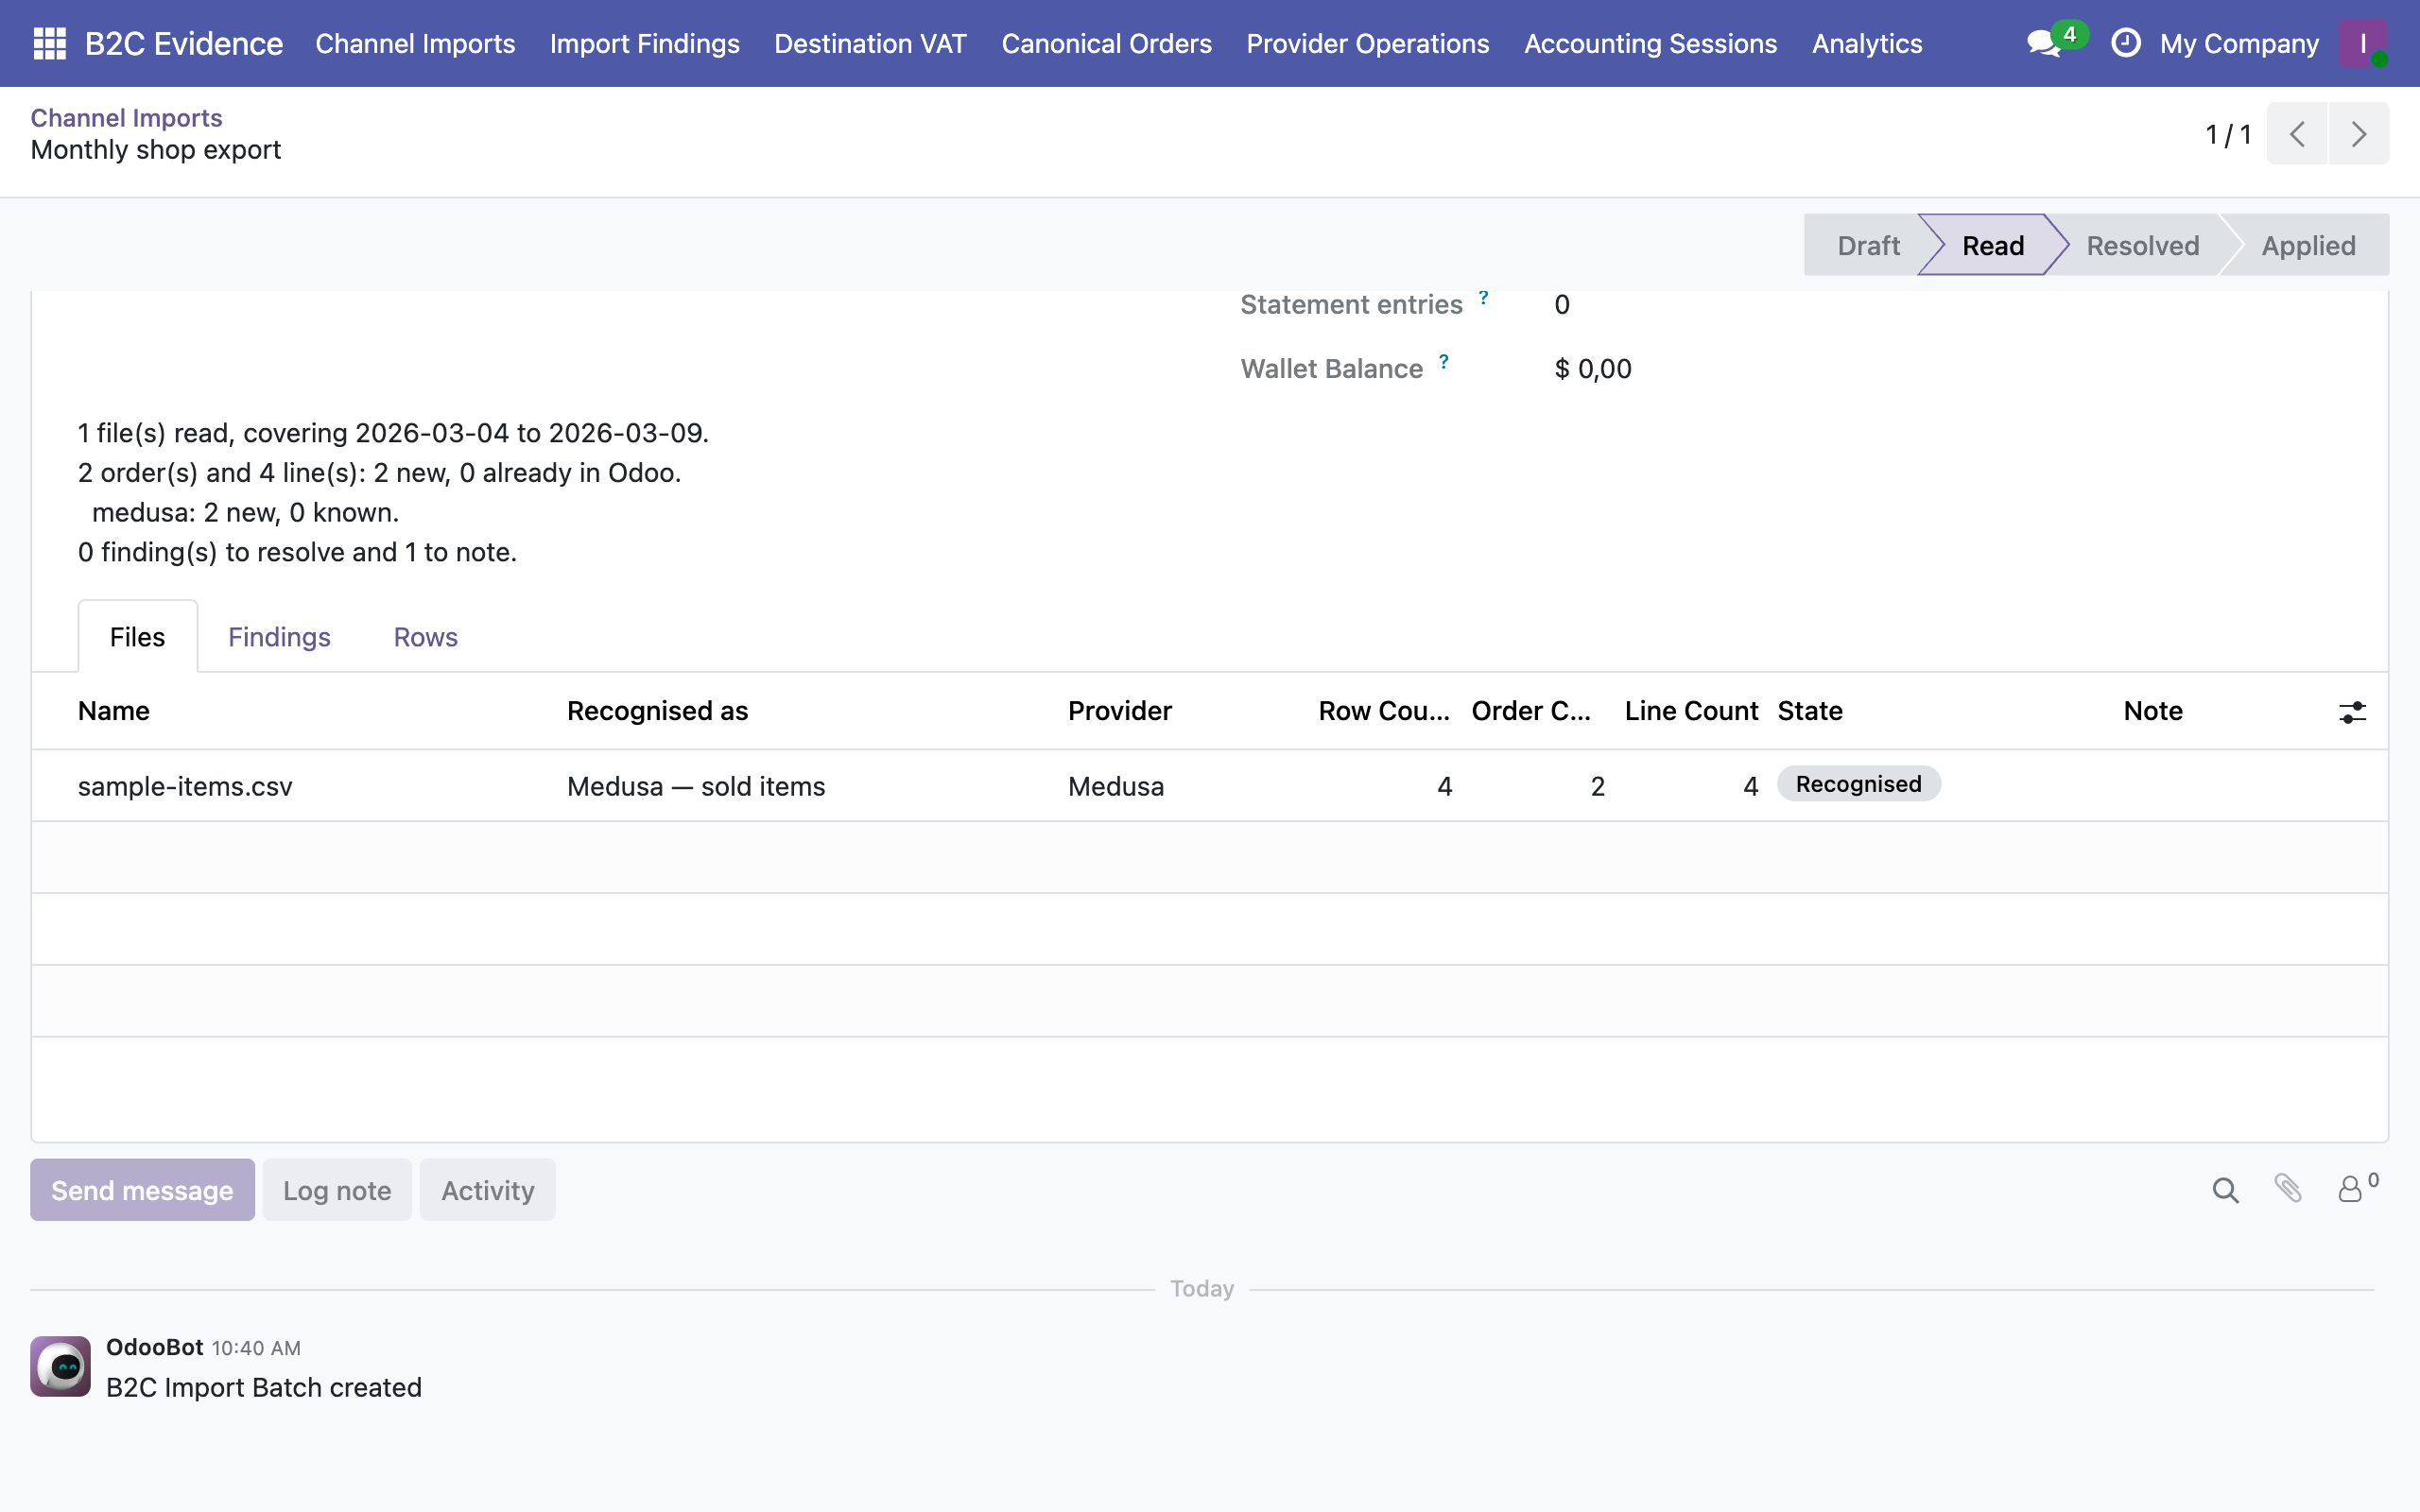 B2C Evidence Channel Imports Import Findings Destination VAT Canonical Orders Provider Operations Accounting Sessions Analytics 4 My Company I
Channel Imports
Monthly shop export
1 / 1
Draft Read Resolved Applied
Statement entries ? 0
Wallet Balance ? $ 0,00
1 file(s) read, covering 2026-03-04 to 2026-03-09.
2 order(s) and 4 line(s): 2 new, 0 already in Odoo.
medusa: 2 new, 0 known.
0 finding(s) to resolve and 1 to note.
Files Findings Rows
Name Recognised as Provider Row Cou... Order C... Line Count State Note
sample-items.csv Medusa — sold items Medusa 4 2 4 Recognised
Send message Log note Activity 0
Today
OdooBot 10:40 AM
B2C Import Batch created